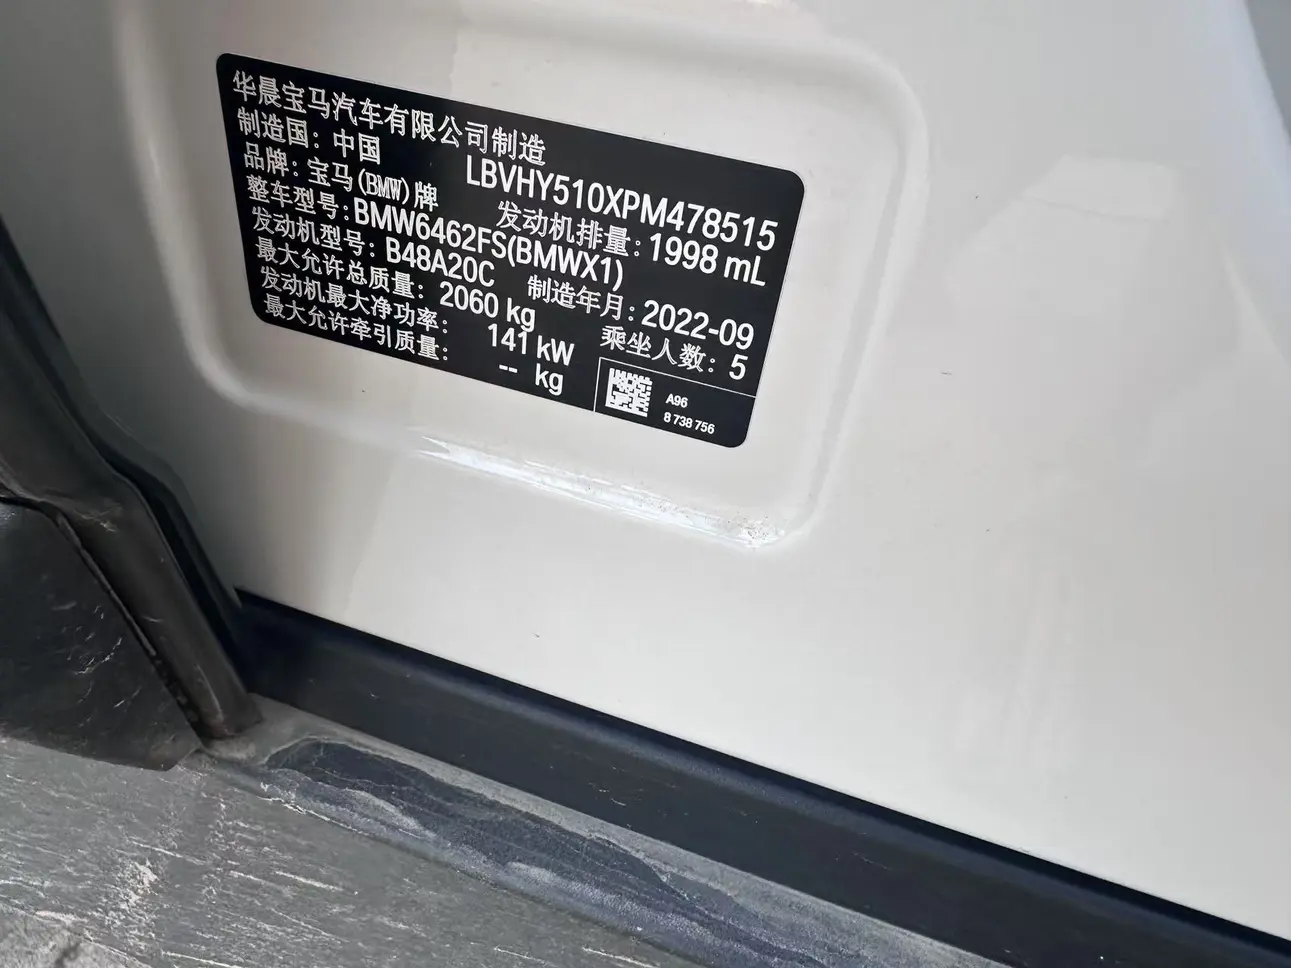 华晨宝马汽车有限公司制造
制造国：中国 LBVHY510XPM478515
品牌：宝马(BMW)牌 发动机排量：1998 mL
整车型号：BMW6462FS(BMWX1)
发动机型号：B48A20C 制造年月：2022-09
最大允许总质量：2060 kg 乘坐人数：5
发动机最大净功率：141 kW
最大允许牵引质量：-- kg
A96
8 738 756